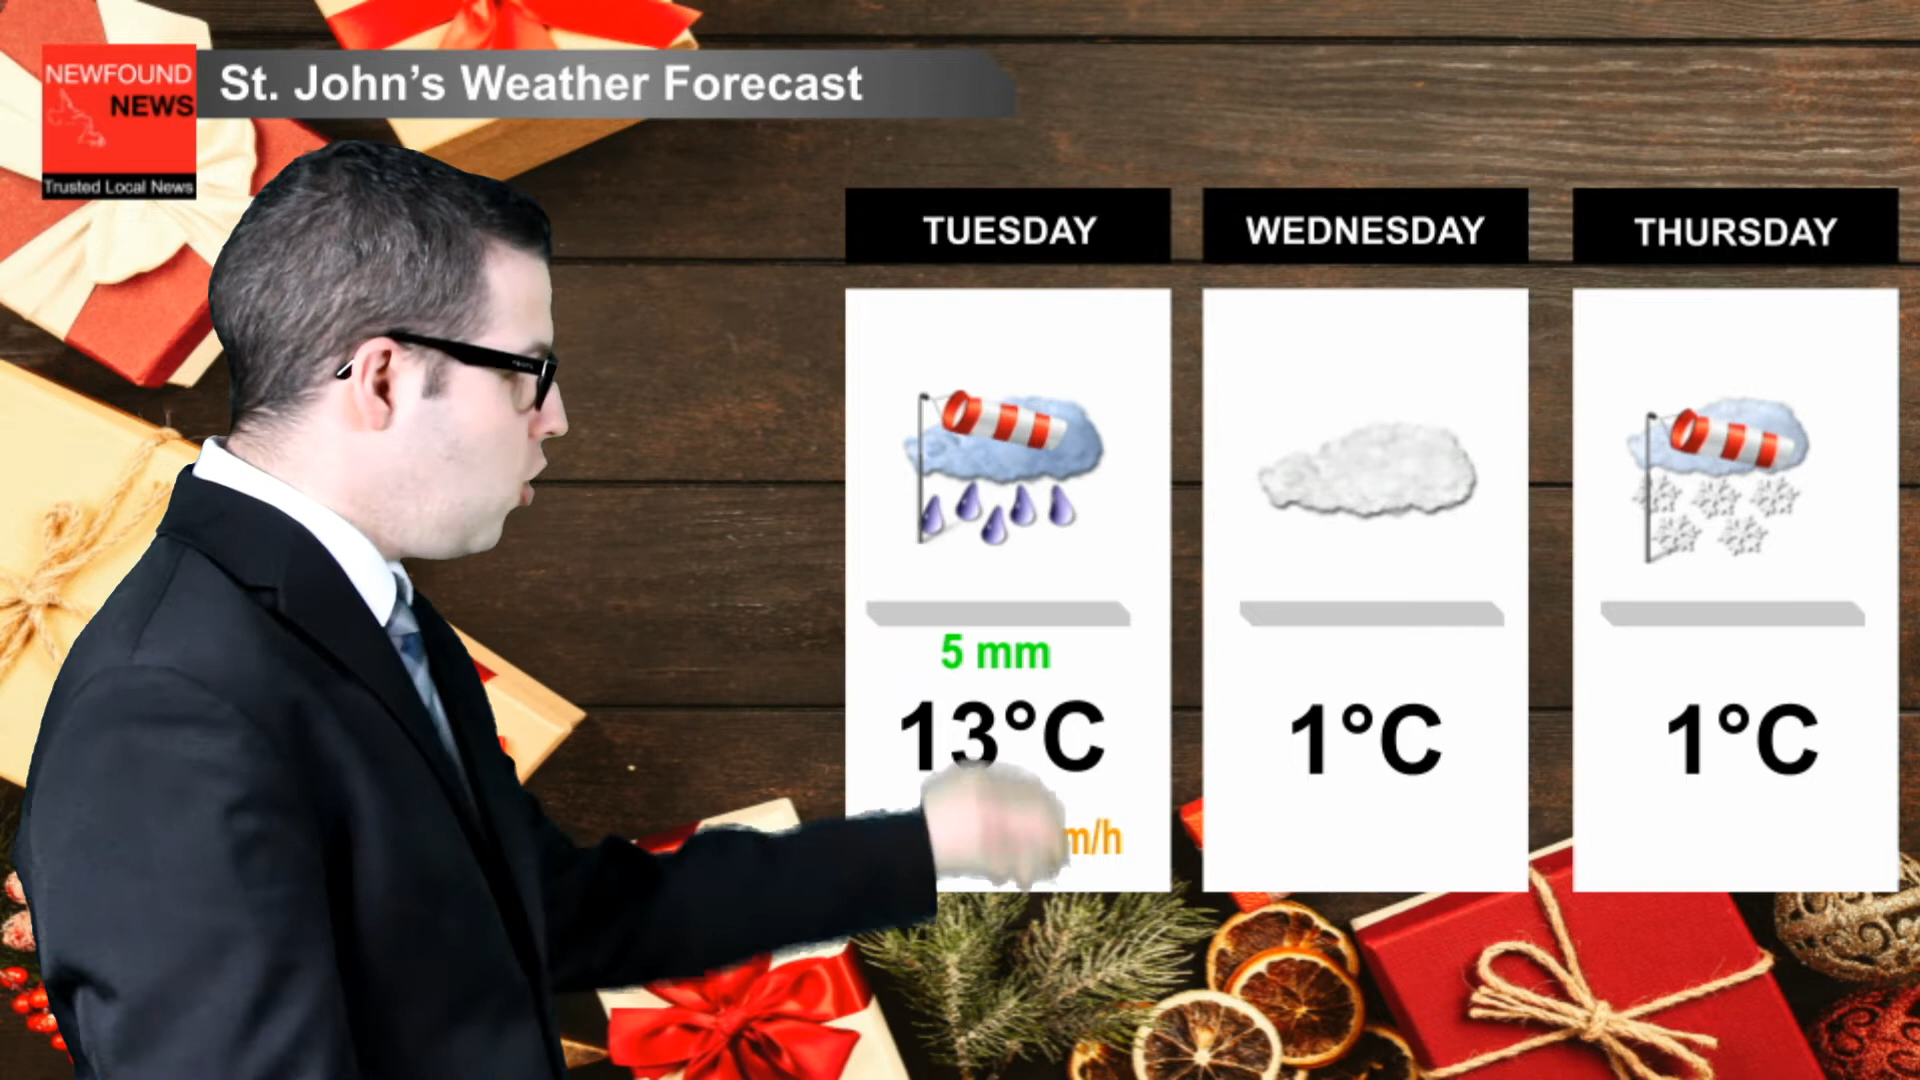 NEWFOUND
NEWS
Trusted Local News
St. John's Weather Forecast
TUESDAY
5 mm
13°C
m/h
WEDNESDAY
1°C
THURSDAY
1°C